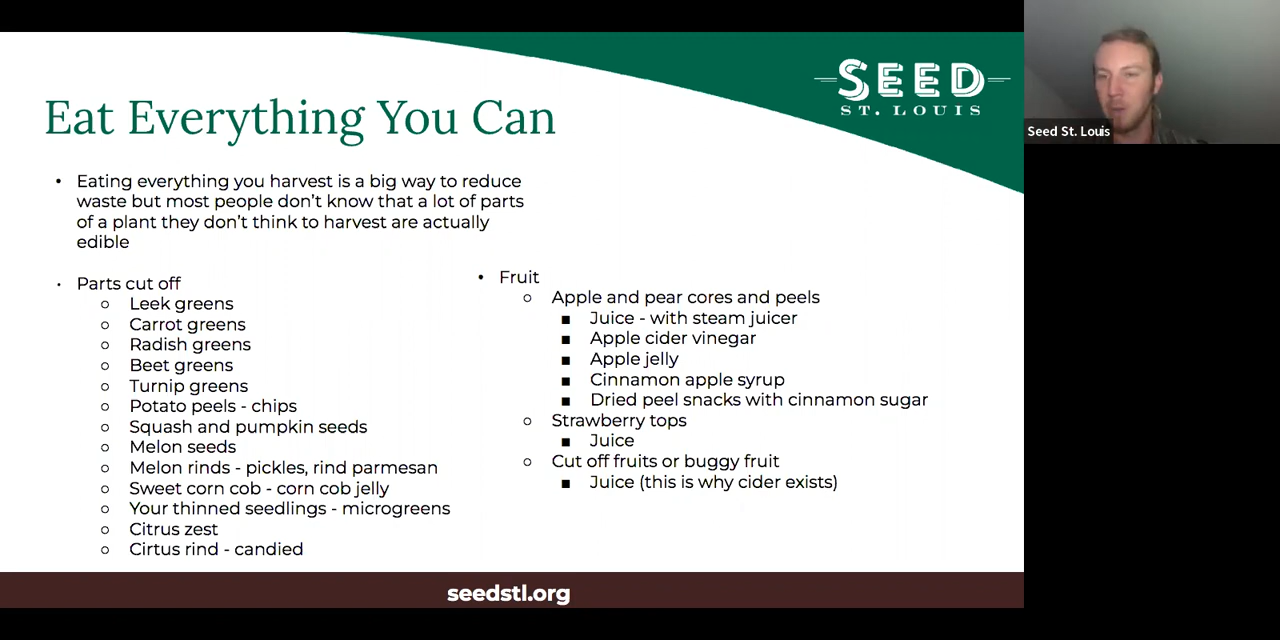 SEED
ST. LOUIS
Seed St. Louis
Eat Everything You Can
• Eating everything you harvest is a big way to reduce
waste but most people don’t know that a lot of parts
of a plant they don’t think to harvest are actually
edible
• Parts cut off
○ Leek greens
○ Carrot greens
○ Radish greens
○ Beet greens
○ Turnip greens
○ Potato peels - chips
○ Squash and pumpkin seeds
○ Melon seeds
○ Melon rinds - pickles, rind parmesan
○ Sweet corn cob - corn cob jelly
○ Your thinned seedlings - microgreens
○ Citrus zest
○ Cirtus rind - candied
• Fruit
○ Apple and pear cores and peels
■ Juice - with steam juicer
■ Apple cider vinegar
■ Apple jelly
■ Cinnamon apple syrup
■ Dried peel snacks with cinnamon sugar
○ Strawberry tops
■ Juice
○ Cut off fruits or buggy fruit
■ Juice (this is why cider exists)
seedstl.org